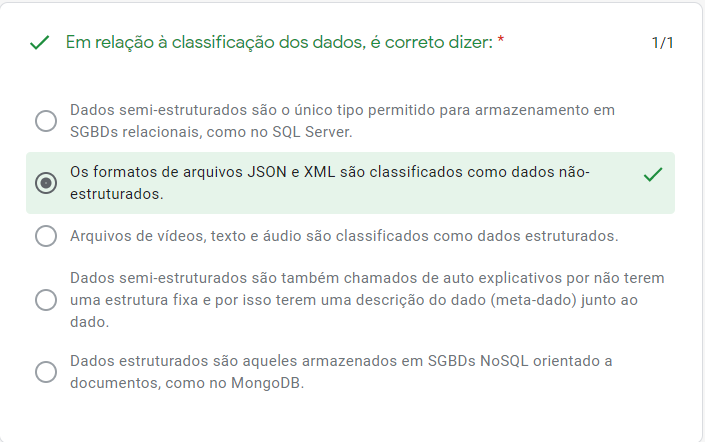 Em relação à classificação dos dados, é correto dizer: *
1/1
Dados semi-estruturados são o único tipo permitido para armazenamento em
SGBDs relacionais, como no SQL Server.
Os formatos de arquivos JSON e XML são classificados como dados não-
estruturados.
Arquivos de vídeos, texto e áudio são classificados como dados estruturados.
Dados semi-estruturados são também chamados de auto explicativos por não terem
uma estrutura fixa e por isso terem uma descrição do dado (meta-dado) junto ao
dado.
Dados estruturados são aqueles armazenados em SGBDs NoSQL orientado a
documentos, como no MongoDB.